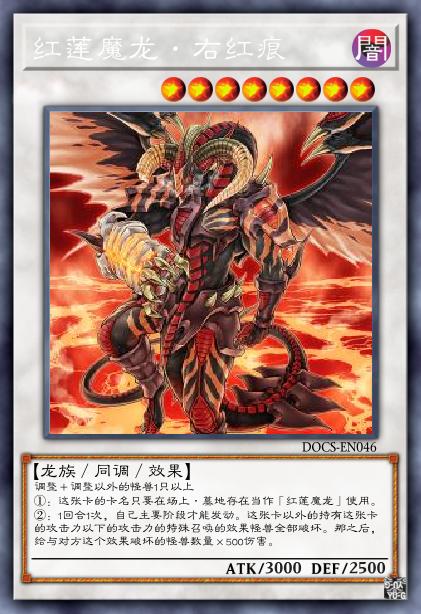 红莲魔龙·右红痕
闇
DOCS-EN046
【龙族/同调/效果】
调整+调整以外的怪兽1只以上
①：这张卡的卡名只要在场上·墓地存在当作「红莲魔龙」使用。
②：1回合1次，自己主要阶段才能发动。这张卡以外的持有这张卡
的攻击力以下的攻击力的特殊召唤的效果怪兽全部破坏。那之后，
给与对方这个效果破坏的怪兽数量×500伤害。
ATK/3000 DEF/2500